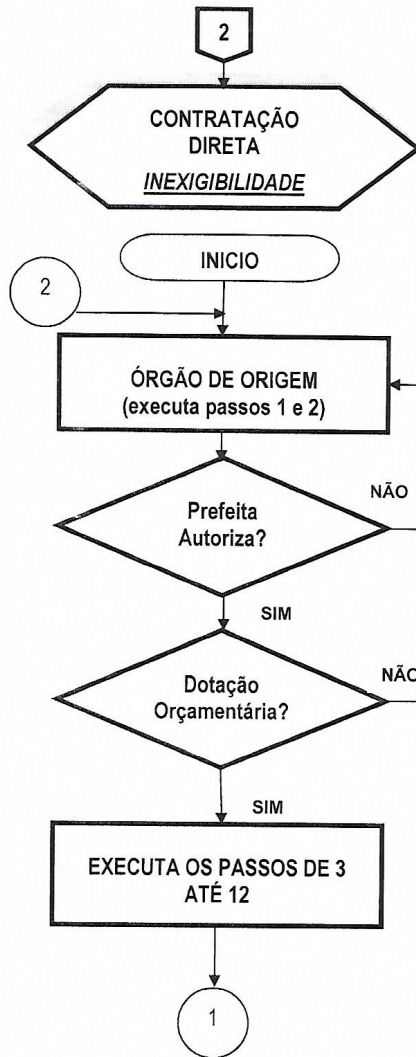 2
CONTRATAÇÃO
DIRETA
INEXIGIBILIDADE
INICIO
2
ÓRGÃO DE ORIGEM
(executa passos 1 e 2)
Prefeita
Autoriza?
NÃO
SIM
Dotação
Orçamentária?
NÃO
SIM
EXECUTA OS PASSOS DE 3
ATÉ 12
1